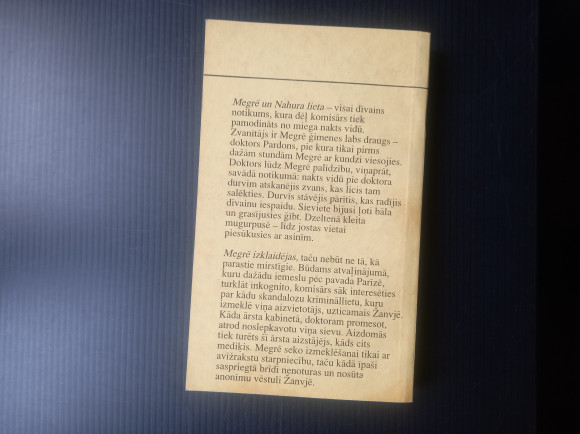 Megrē un Nahura lieta – visai dīvains
notikums, kura dēļ komisārs tiek
pamodināts no miega nakts vidū.
Zvanītājs ir Megrē ģimenes labs draugs –
doktors Pardons, pie kura tikai pirms
dažām stundām Megrē ar kundzi viesojies.
Doktors lūdz Megrē palīdzību, viņaprāt,
savādā notikumā: nakts vidū pie doktora
durvīm atskanējis zvans, kas licis tam
salēkties. Durvīs stāvējis pārītis, kas radījis
dīvainu iespaidu. Sieviete bijusi ļoti bāla
un grasījusies ģībt. Dzeltenā kleita
mugurpusē – līdz jostas vietai
piesūkusies ar asinīm.
Megrē izklaidējas, taču nebūt ne tā, kā
parastie mirstīgie. Būdams atvaļinājumā,
kuru dažādu iemeslu pēc pavada Parīzē,
turklāt inkognito, komisārs sāk interesēties
par kādu skandalozu krimināllietu, kuru
izmeklē viņa aizvietotājs, uzticamais Žanvjē.
Kāda ārsta kabinetā, doktoram promesot,
atrod noslepkavotu viņa sievu. Aizdomās
tiek turēts šī ārsta aizstājējs, kāds cits
mediķis. Megrē seko izmeklēšanai tikai ar
avīžrakstu starpniecību, taču kādā īpaši
saspriegtā brīdī nenoturas un nosūta
anonīmu vēstuli Žanvjē.